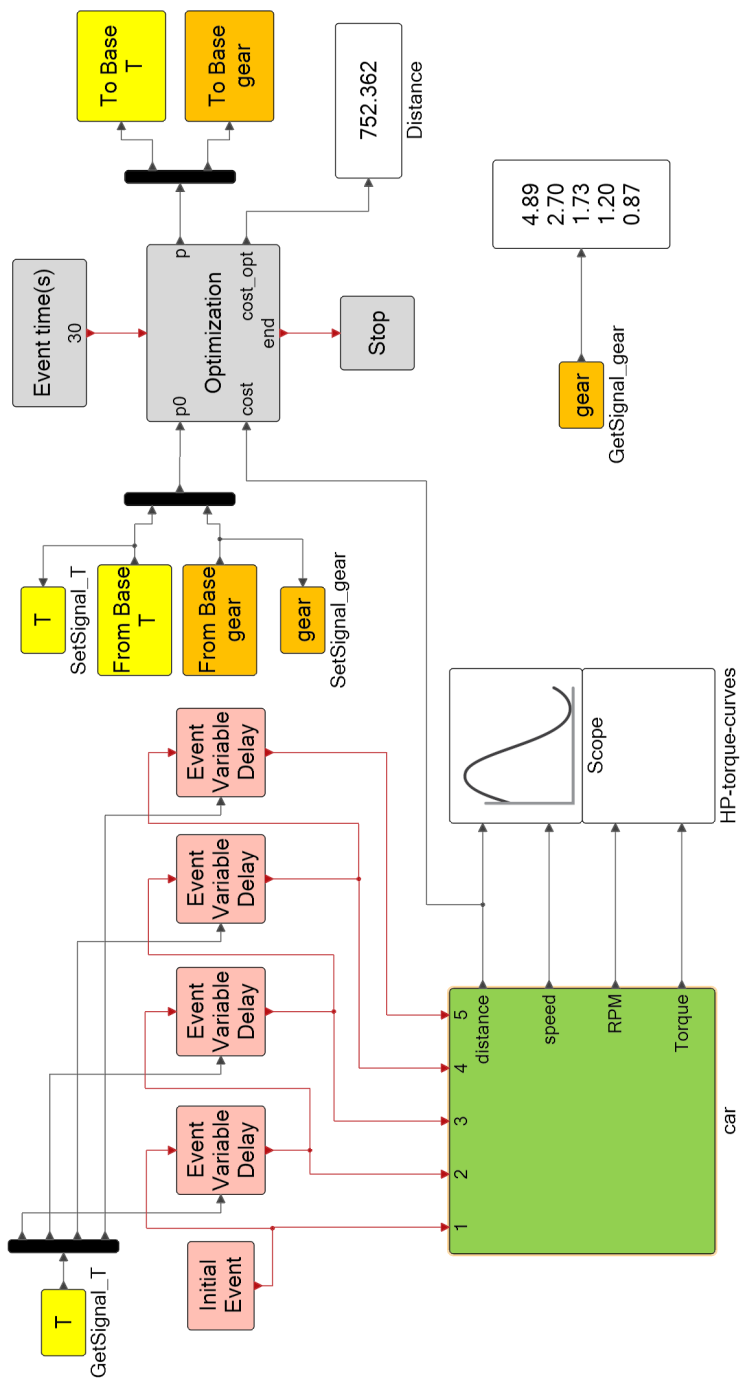 T
GetSignal_T
Initial
Event
Event
Variable
Delay
Event
Variable
Delay
Event
Variable
Delay
Event
Variable
Delay
T
SetSignal_T
From Base
T
From Base
gear
gear
SetSignal_gear
Event time(s)
30
p0
cost
Optimization
p
cost_opt
end
Stop
To Base
T
To Base
gear
752.362
Distance
1
2
3
4
5
distance
speed
RPM
Torque
car
Scope
HP-torque-curves
gear
GetSignal_gear
4.89
2.70
1.73
1.20
0.87